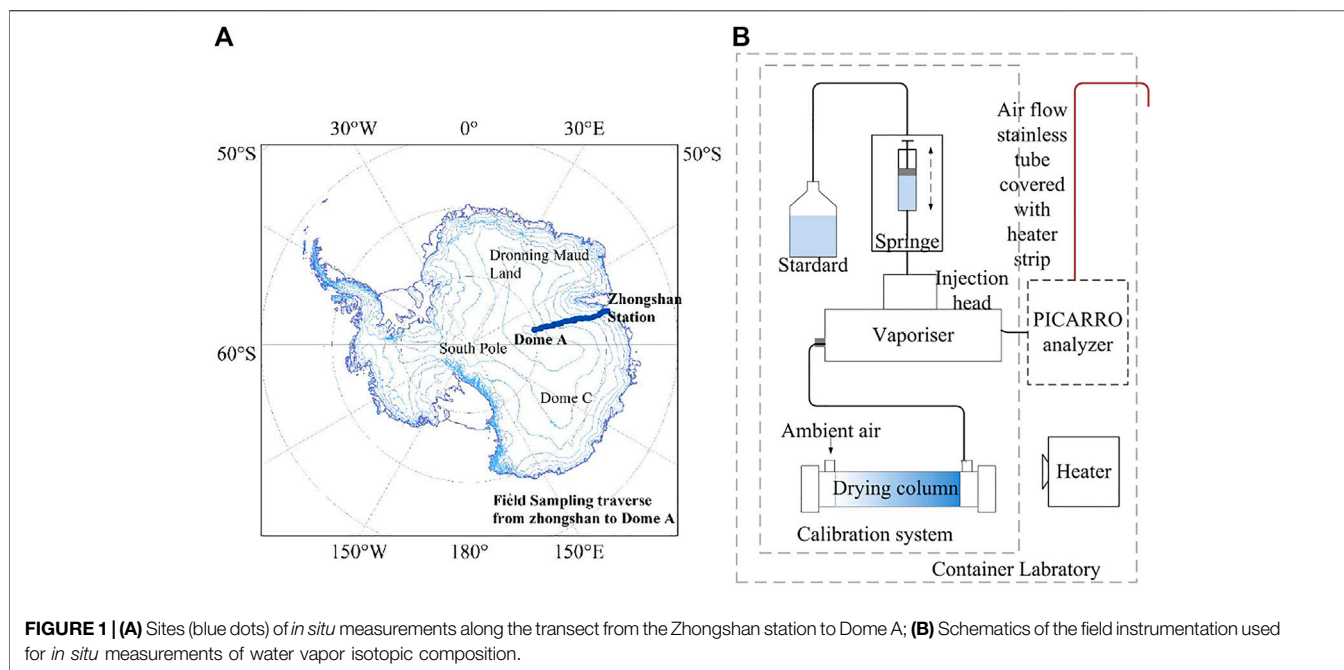 A
30°W 0° 30°E
50°S 50°S
Dronning Maud
Land
Zhongshan
Station
Dome A
South Pole
60°S
Dome C
Field Sampling traverse
from zhongshan to Dome A
150°W 180° 150°E
B
Air flow
stainless
tube
covered
with
heater
strip
Springe
Stardard
Injection
head
Vaporiser
PICARRO
analyzer
Ambient air
Drying column
Heater
Calibration system
Container Labratory
FIGURE 1 | (A) Sites (blue dots) of in situ measurements along the transect from the Zhongshan station to Dome A; (B) Schematics of the field instrumentation used
for in situ measurements of water vapor isotopic composition.